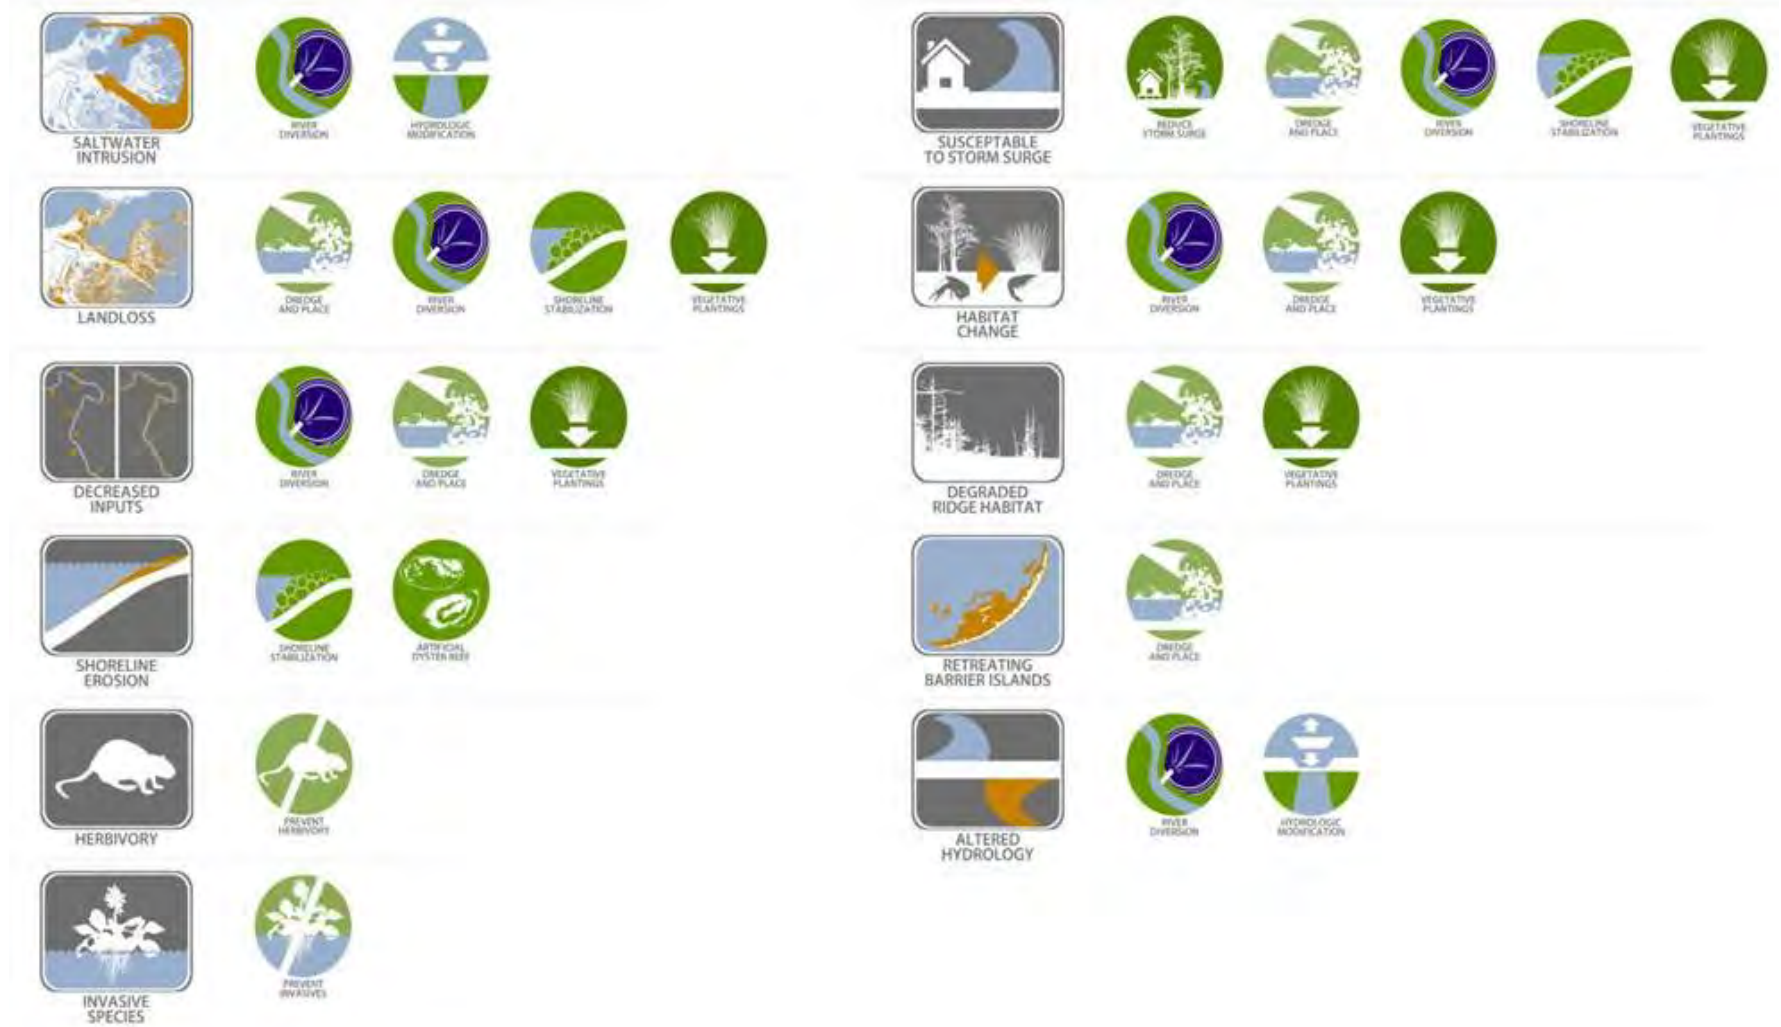 SALTWATER
INTRUSION
RIVER
DIVERSION
HYDROLOGIC
MODIFICATION
LANDLOSS
DREDGE
AND PLACE
RIVER
DIVERSION
SHORELINE
STABILIZATION
VEGETATIVE
PLANTINGS
DECREASED
INPUTS
RIVER
DIVERSION
DREDGE
AND PLACE
VEGETATIVE
PLANTINGS
SHORELINE
EROSION
SHORELINE
STABILIZATION
ARTIFICIAL
OYSTER REEF
HERBIVORY
PREVENT
HERBIVORY
INVASIVE
SPECIES
PREVENT
INVASIVES
SUSCEPTABLE
TO STORM SURGE
REDUCE
STORM SURGE
DREDGE
AND PLACE
RIVER
DIVERSION
SHORELINE
STABILIZATION
VEGETATIVE
PLANTINGS
HABITAT
CHANGE
RIVER
DIVERSION
DREDGE
AND PLACE
VEGETATIVE
PLANTINGS
DEGRADED
RIDGE HABITAT
DREDGE
AND PLACE
VEGETATIVE
PLANTINGS
RETREATING
BARRIER ISLANDS
DREDGE
AND PLACE
ALTERED
HYDROLOGY
RIVER
DIVERSION
HYDROLOGIC
MODIFICATION